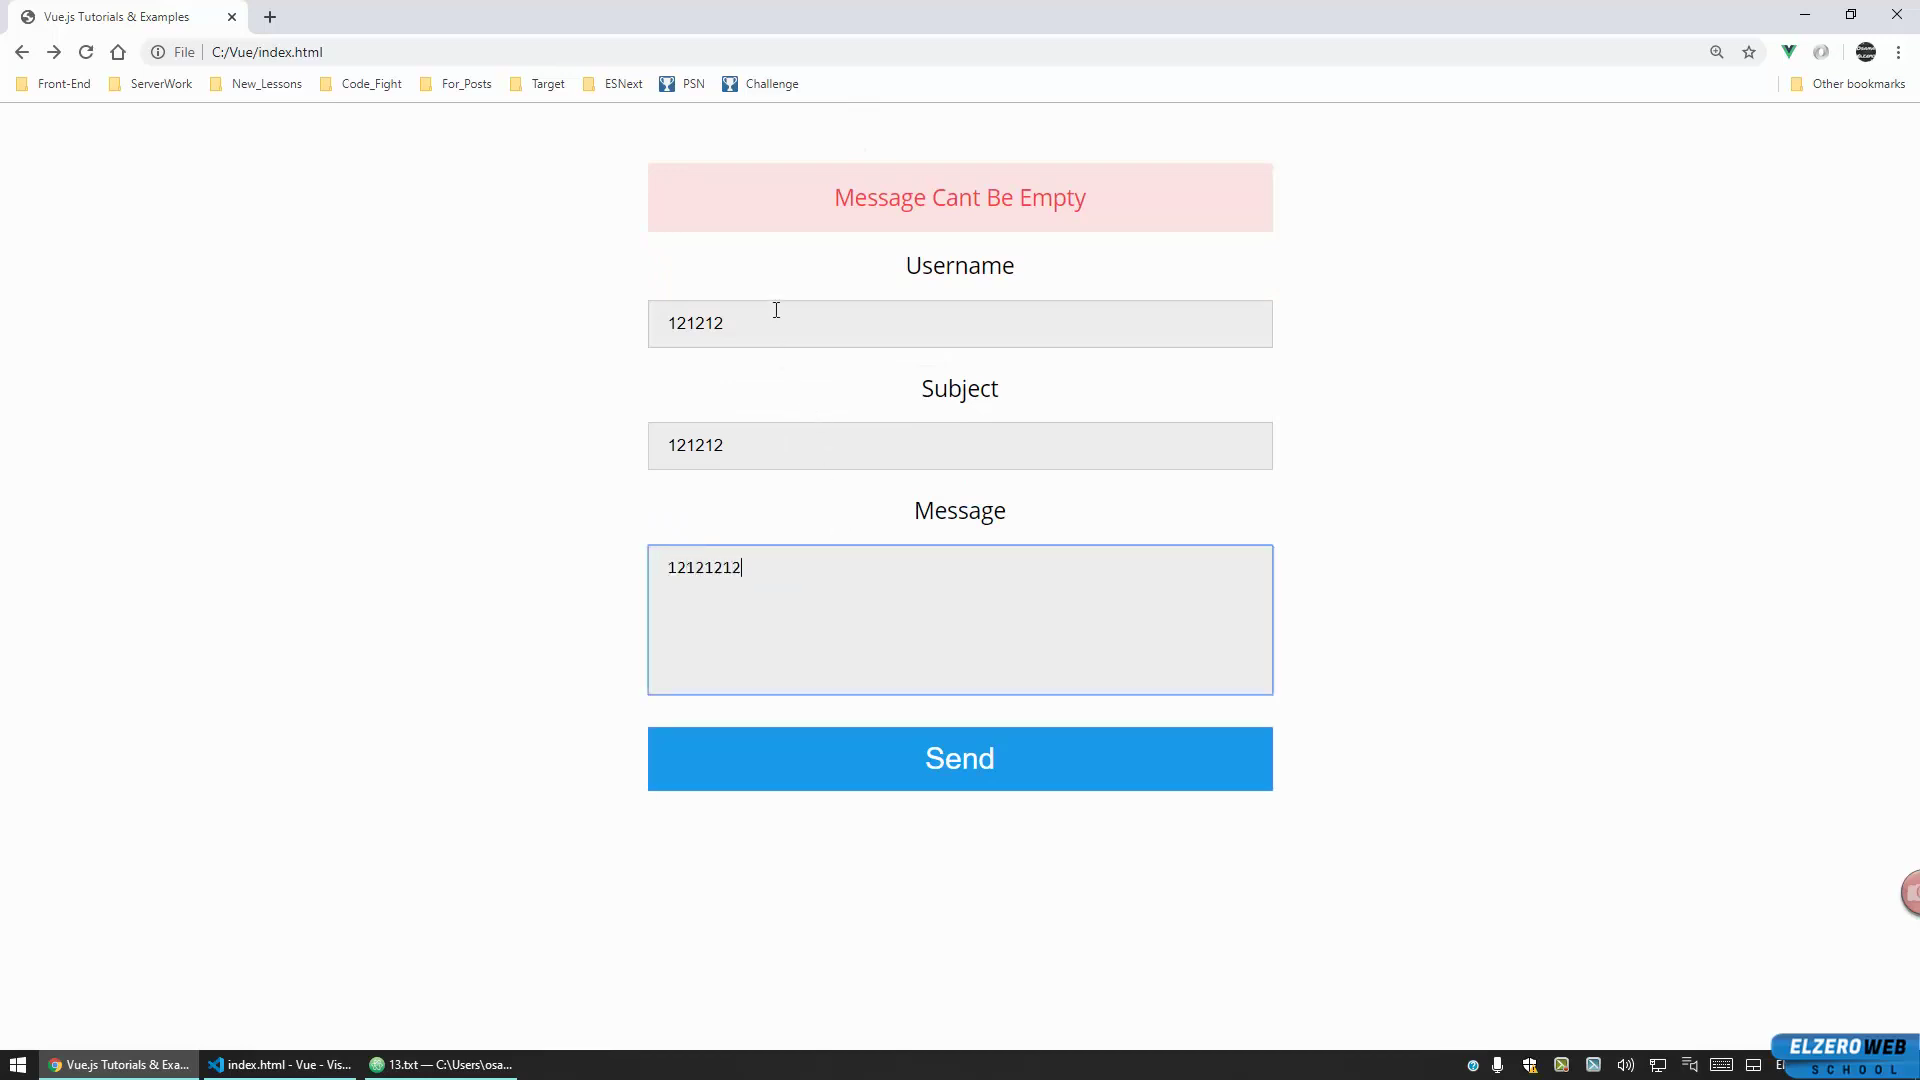 Vue.js Tutorials & Examples
File
C:/Vue/index.html
Front-End
ServerWork
New_Lessons
Code_Fight
For_Posts
Target
ESNext
PSN
Challenge
Other bookmarks
Message Cant Be Empty
Username
121212
Subject
121212
Message
12121212
Send
Vue.js Tutorials & Exa...
index.html - Vue - Vis...
13.txt — C:\Users\osa...
ELZERO WEB
SCHOOL